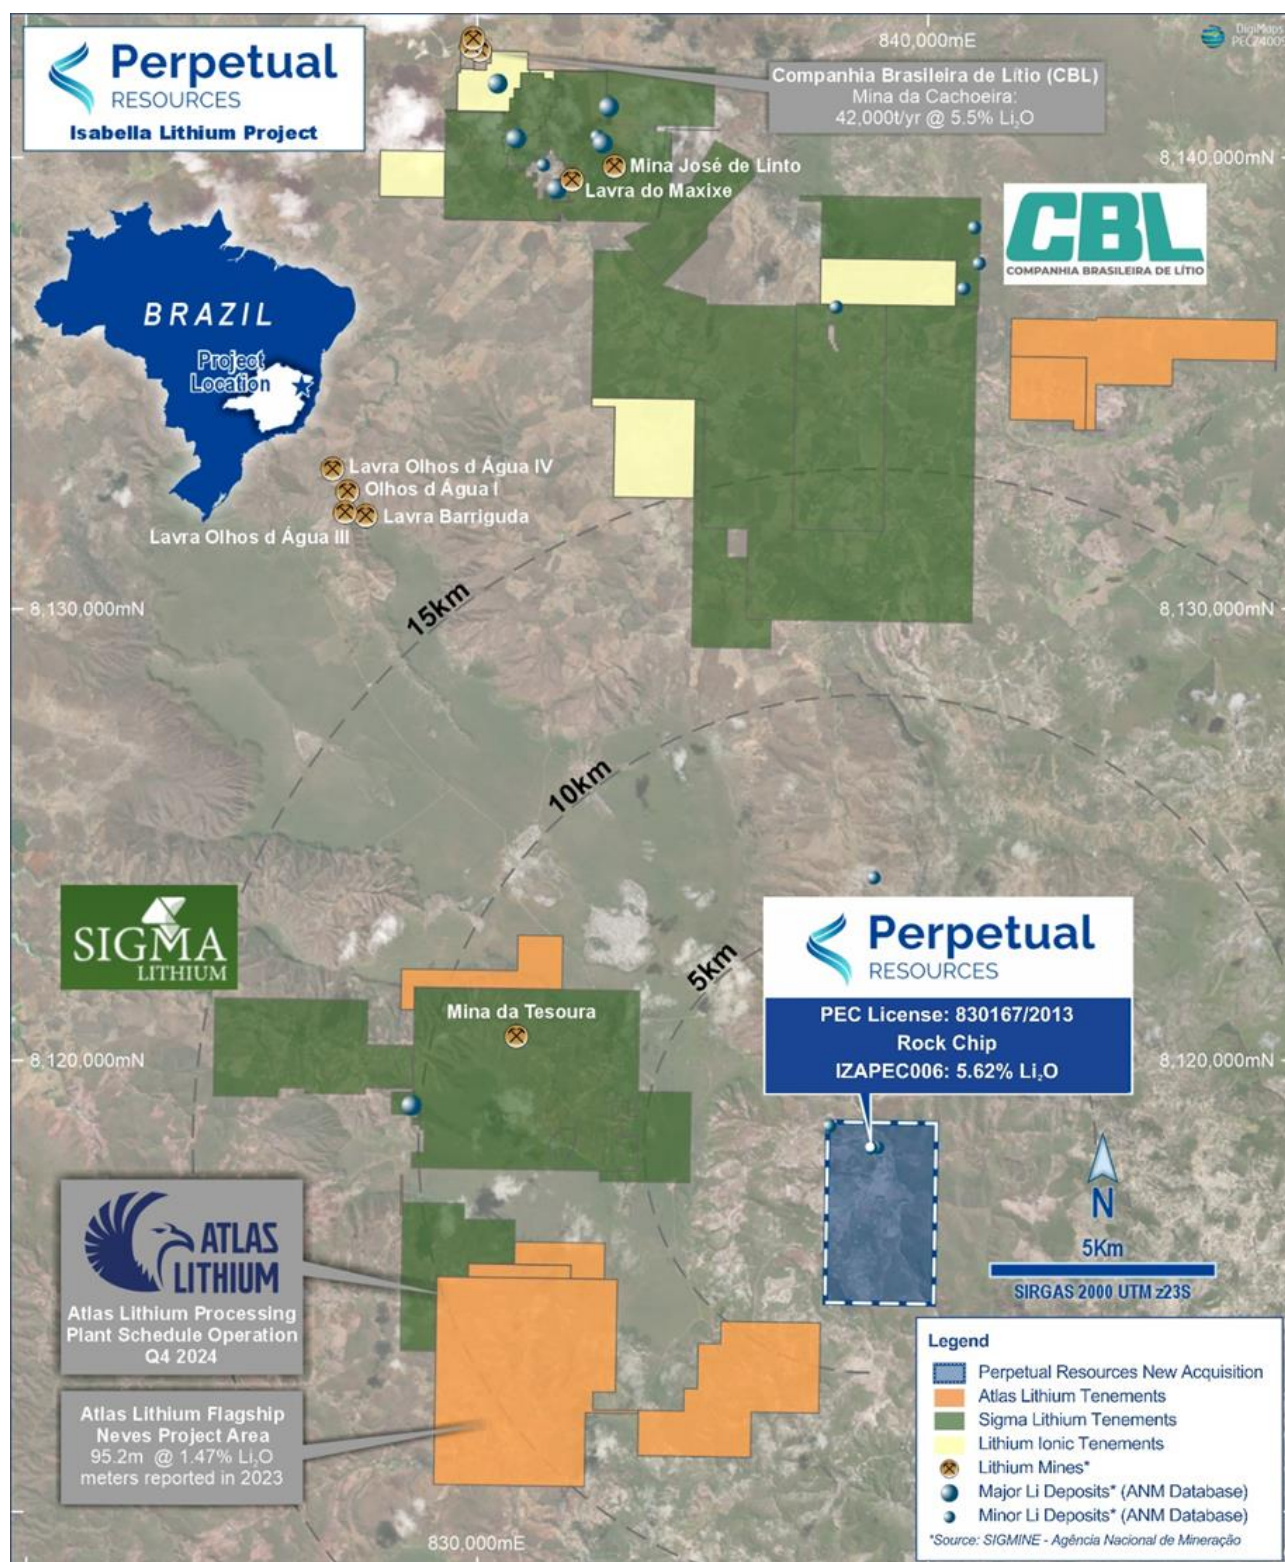 Perpetual
RESOURCES
Isabella Lithium Project
840,000mE
DigiMaps
Companhia Brasileira de Lítio (CBL)
Mina da Cachoeira:
42,000t/yr @ 5.5% Li₂O
8,140,000mN
Mina José de Linto
Lavra do Maxixe
CBL
COMPANHIA BRASILEIRA DE LÍTIO
BRAZIL
Project
Location
Lavra Olhos d Água IV
Olhos d Água I
Lavra Barriguda
Lavra Olhos d Água III
8,130,000mN
8,130,000mN
15km
10km
5km
SIGMA
LITHIUM
Perpetual
RESOURCES
PEC License: 830167/2013
Rock Chip
IZAPEC006: 5.62% Li₂O
Mina da Tesoura
8,120,000mN
8,120,000mN
ATLAS
LITHIUM
Atlas Lithium Processing
Plant Schedule Operation
Q4 2024
Atlas Lithium Flagship
Neves Project Area
95.2m @ 1.47% Li₂O
meters reported in 2023
830,000mE
N
5Km
SIRGAS 2000 UTM z23S
Legend
Perpetual Resources New Acquisition
Atlas Lithium Tenements
Sigma Lithium Tenements
Lithium Ionic Tenements
Lithium Mines*
Major Li Deposits* (ANM Database)
Minor Li Deposits* (ANM Database)
*Source: SIGMINE - Agência Nacional de Mineração